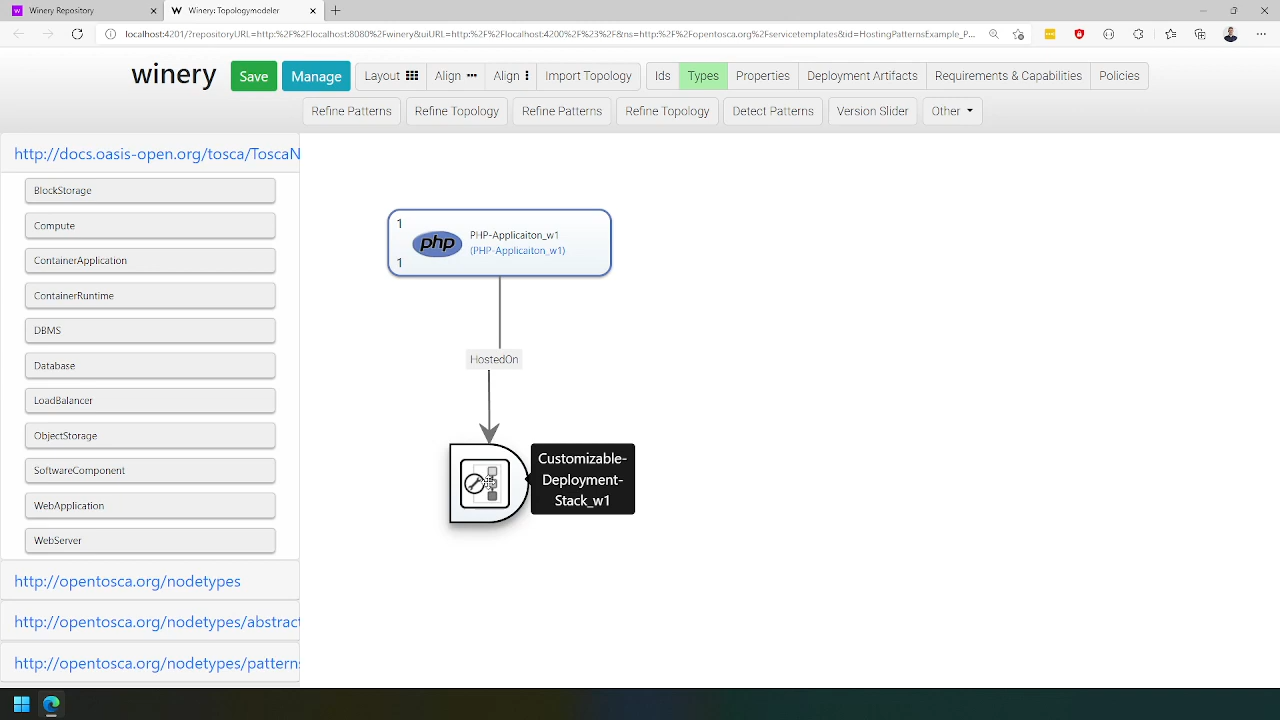 Winery Repository
Winery: Topologymodeler
localhost:4201/?repositoryURL=http:%2F%2Flocalhost:8080%2Fwinery&uiURL=http:%2F%2Flocalhost:4200%2F%23%2F&ns=http:%2F%2Fopentosca.org%2Fservicetemplates&id=HostingPatternsExample_P...
winery
Save
Manage
Layout
Align
Align
Import Topology
Ids
Types
Properties
Deployment Artifacts
Requirements & Capabilities
Policies
Refine Patterns
Refine Topology
Refine Patterns
Refine Topology
Detect Patterns
Version Slider
Other
http://docs.oasis-open.org/tosca/ToscaN
BlockStorage
Compute
ContainerApplication
ContainerRuntime
DBMS
Database
LoadBalancer
ObjectStorage
SoftwareComponent
WebApplication
WebServer
http://opentosca.org/nodetypes
http://opentosca.org/nodetypes/abstract
http://opentosca.org/nodetypes/patterns
1
php
PHP-Applicaiton_w1
(PHP-Applicaiton_w1)
1
HostedOn
Customizable-
Deployment-
Stack_w1